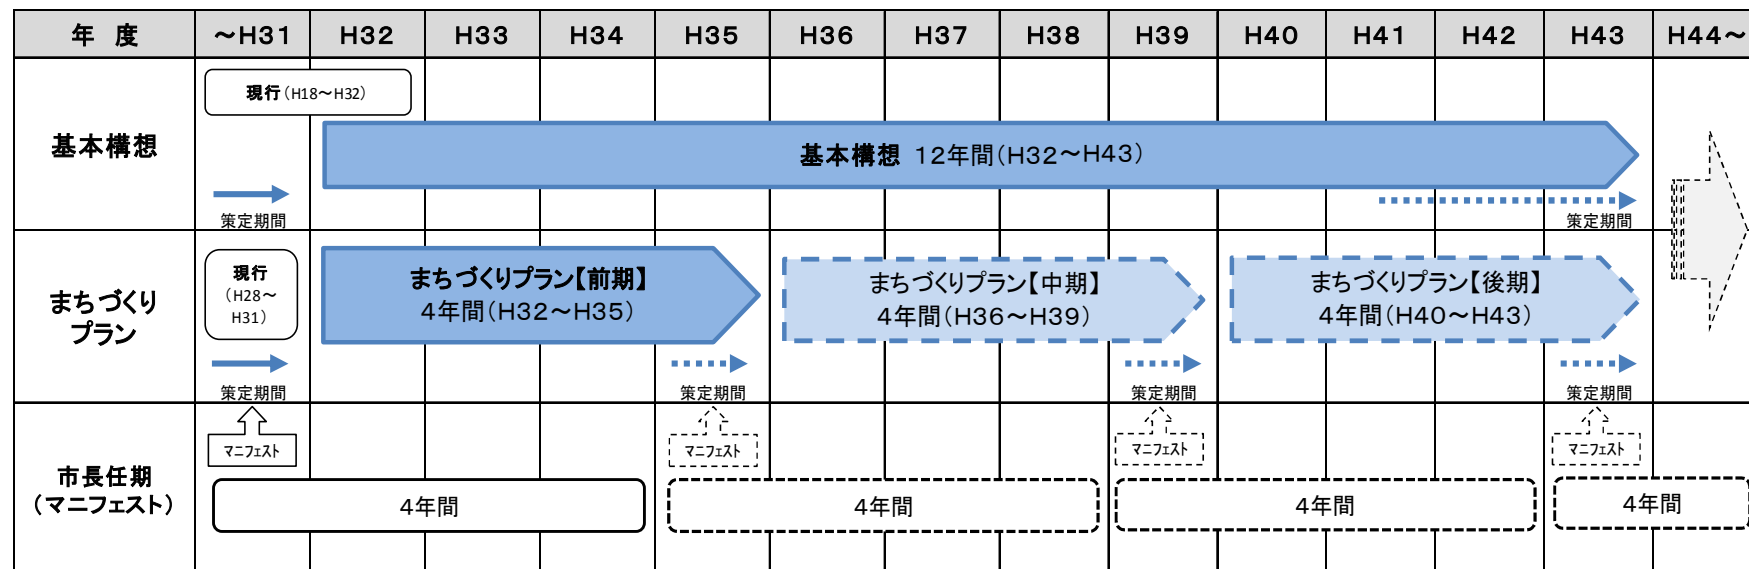 年 度 ～H31 H32 H33 H34 H35 H36 H37 H38 H39 H40 H41 H42 H43 H44～
基本構想
現行(H18～H32)
基本構想 12年間(H32～H43)
策定期間
策定期間
まちづくり
プラン
現行
(H28～
H31)
まちづくりプラン【前期】
4年間(H32～H35)
まちづくりプラン【中期】
4年間(H36～H39)
まちづくりプラン【後期】
4年間(H40～H43)
策定期間
策定期間
策定期間
策定期間
市長任期
(マニフェスト)
マニフェスト
マニフェスト
マニフェスト
マニフェスト
4年間
4年間
4年間
4年間